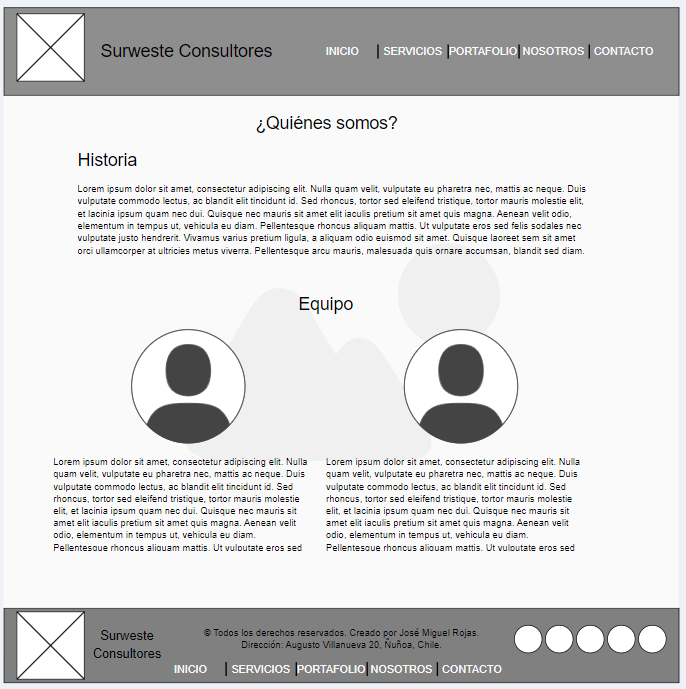 Surweste Consultores INICIO | SERVICIOS |PORTAFOLIO| NOSOTROS | CONTACTO
¿Quiénes somos?
Historia
Lorem ipsum dolor sit amet, consectetur adipiscing elit. Nulla quam velit, vulputate eu pharetra nec, mattis ac neque. Duis
vulputate commodo lectus, ac blandit elit tincidunt id. Sed rhoncus, tortor sed eleifend tristique, tortor mauris molestie elit,
et lacinia ipsum quam nec dui. Quisque nec mauris sit amet elit iaculis pretium sit amet quis magna. Aenean velit odio,
elementum in tempus ut, vehicula eu diam. Pellentesque rhoncus aliquam mattis. Ut vulputate eros sed felis sodales nec
vulputate justo hendrerit. Vivamus varius pretium ligula, a aliquam odio euismod sit amet. Quisque laoreet sem sit amet
orci ullamcorper at ultricies metus viverra. Pellentesque arcu mauris, malesuada quis ornare accumsan, blandit sed diam.
Equipo
Lorem ipsum dolor sit amet, consectetur adipiscing elit. Nulla
quam velit, vulputate eu pharetra nec, mattis ac neque. Duis
vulputate commodo lectus, ac blandit elit tincidunt id. Sed
rhoncus, tortor sed eleifend tristique, tortor mauris molestie
elit, et lacinia ipsum quam nec dui. Quisque nec mauris sit
amet elit iaculis pretium sit amet quis magna. Aenean velit
odio, elementum in tempus ut, vehicula eu diam.
Pellentesque rhoncus aliquam mattis. Ut vulputate eros sed
Lorem ipsum dolor sit amet, consectetur adipiscing elit. Nulla
quam velit, vulputate eu pharetra nec, mattis ac neque. Duis
vulputate commodo lectus, ac blandit elit tincidunt id. Sed
rhoncus, tortor sed eleifend tristique, tortor mauris molestie
elit, et lacinia ipsum quam nec dui. Quisque nec mauris sit
amet elit iaculis pretium sit amet quis magna. Aenean velit
odio, elementum in tempus ut, vehicula eu diam.
Pellentesque rhoncus aliquam mattis. Ut vulputate eros sed
Surweste
Consultores
© Todos los derechos reservados. Creado por José Miguel Rojas.
Dirección: Augusto Villanueva 20, Ñuñoa, Chile.
INICIO | SERVICIOS |PORTAFOLIO| NOSOTROS | CONTACTO